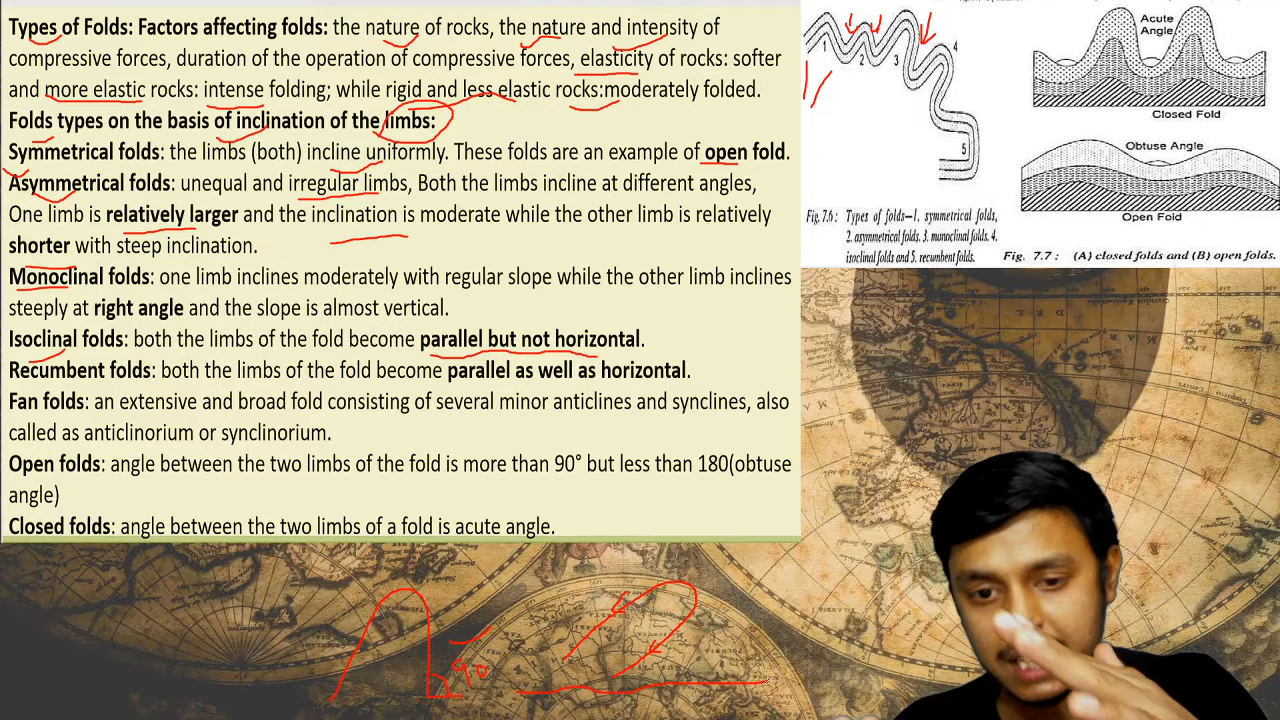 Types of Folds: Factors affecting folds: the nature of rocks, the nature and intensity of
compressive forces, duration of the operation of compressive forces, elasticity of rocks: softer
and more elastic rocks: intense folding; while rigid and less elastic rocks:moderately folded.
Folds types on the basis of inclination of the limbs:
Symmetrical folds: the limbs (both) incline uniformly. These folds are an example of open fold.
Asymmetrical folds: unequal and irregular limbs, Both the limbs incline at different angles,
One limb is relatively larger and the inclination is moderate while the other limb is relatively
shorter with steep inclination.
Monoclinal folds: one limb inclines moderately with regular slope while the other limb inclines
steeply at right angle and the slope is almost vertical.
Isoclinal folds: both the limbs of the fold become parallel but not horizontal.
Recumbent folds: both the limbs of the fold become parallel as well as horizontal.
Fan folds: an extensive and broad fold consisting of several minor anticlines and synclines, also
called as anticlinorium or synclinorium.
Open folds: angle between the two limbs of the fold is more than 90° but less than 180(obtuse
angle)
Closed folds: angle between the two limbs of a fold is acute angle.
1
2
3
4
5
Fig. 7.6: Types of folds—1. symmetrical folds,
2. asymmetrical folds. 3. monoclinal folds. 4.
isoclinal folds and 5. recumbent folds.
Acute
Angle
Closed Fold
Obtuse Angle
Open Fold
Fig. 7.7 : (A) closed folds and (B) open folds.
90